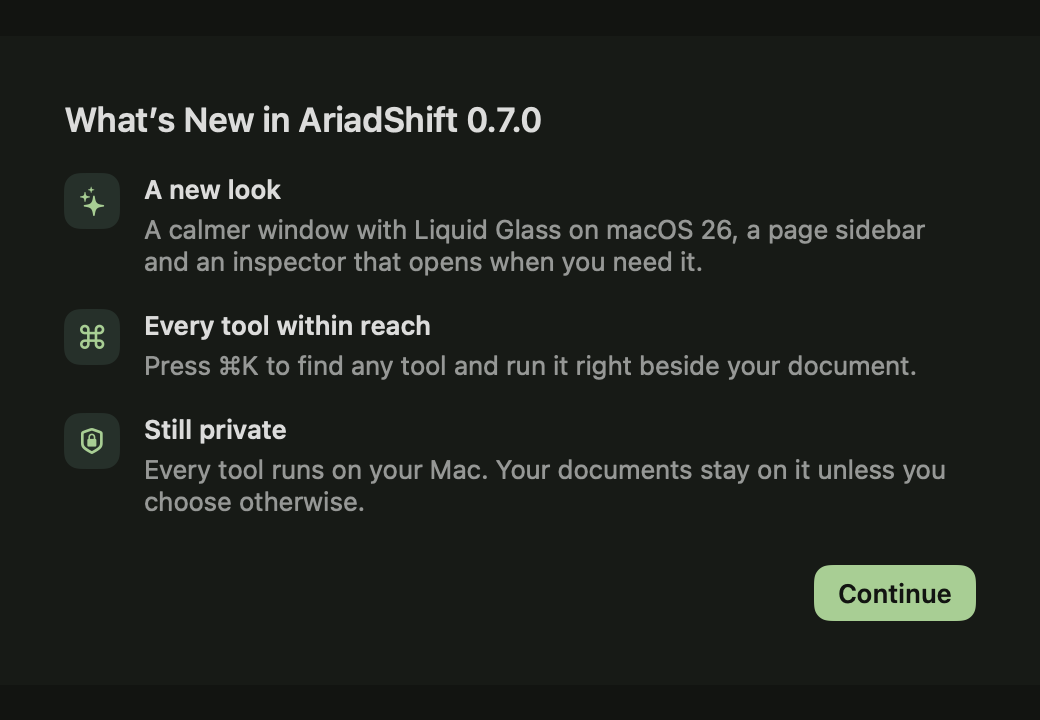 What’s New in AriadShift 0.7.0
A new look
A calmer window with Liquid Glass on macOS 26, a page sidebar
and an inspector that opens when you need it.
Every tool within reach
Press ⌘K to find any tool and run it right beside your document.
Still private
Every tool runs on your Mac. Your documents stay on it unless you
choose otherwise.
Continue